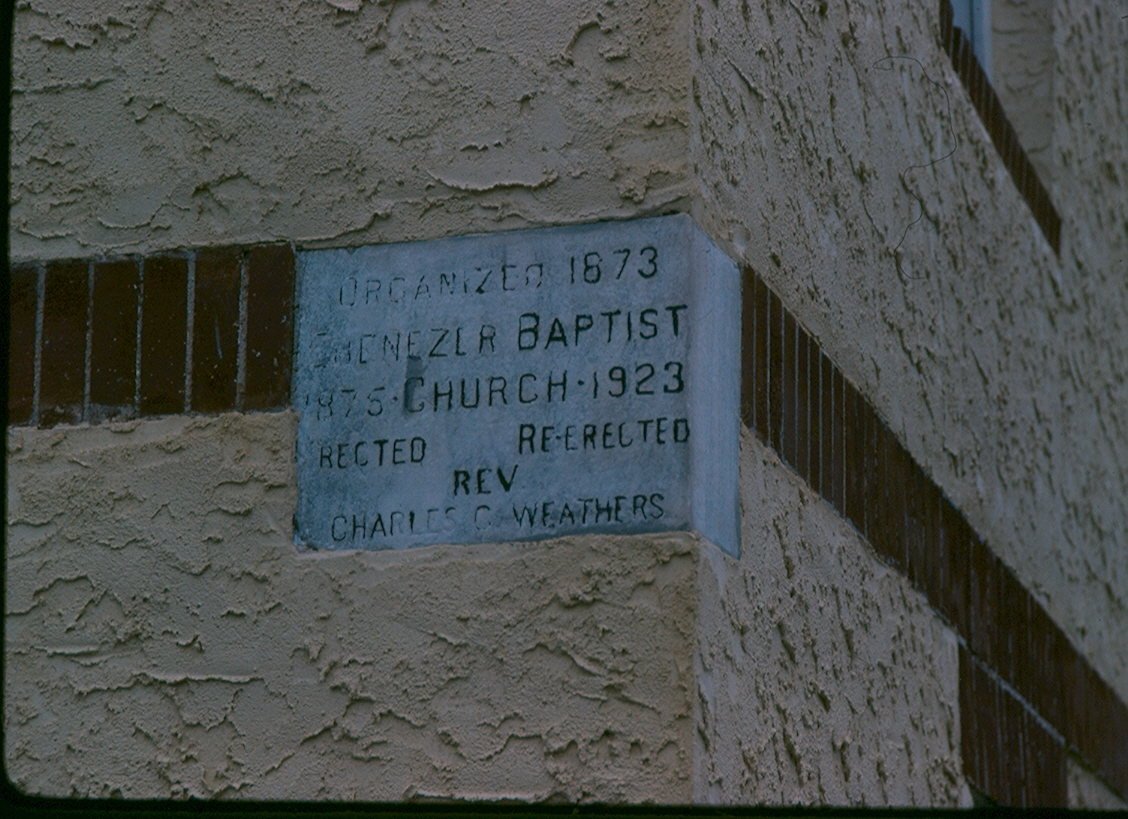 ORGANIZED 1873
EBENEZER BAPTIST
1875·CHURCH·1923
ERECTED RE-ERECTED
REV
CHARLES C WEATHERS